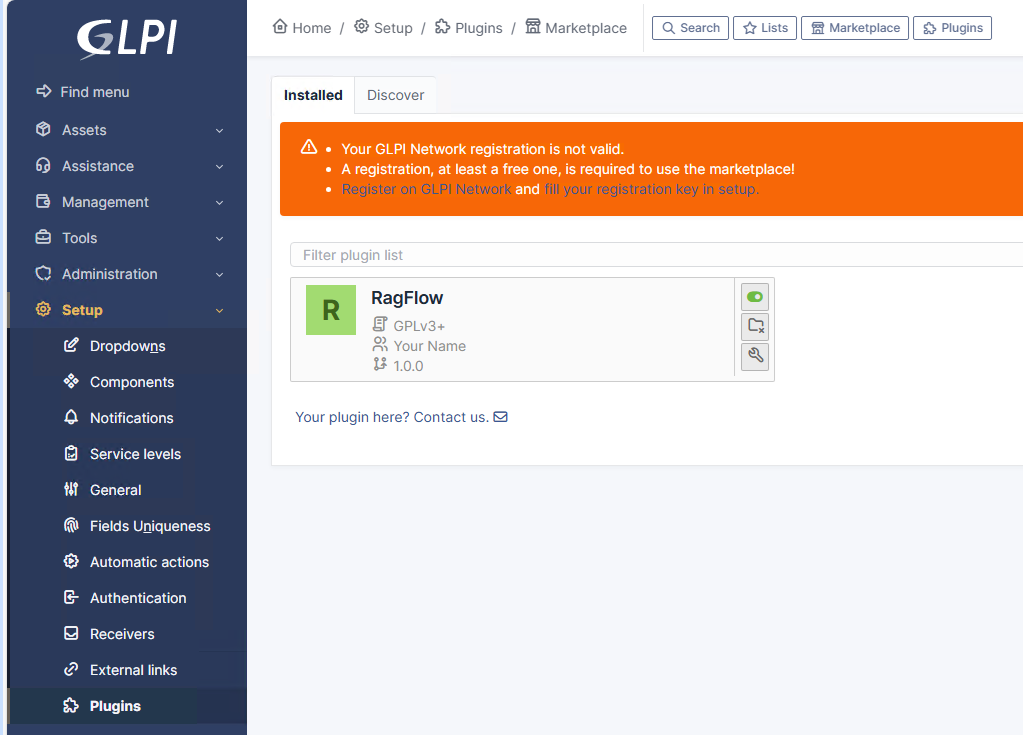 GLPI
Home / Setup / Plugins / Marketplace
Search
Lists
Marketplace
Plugins
Find menu
Assets
Assistance
Management
Tools
Administration
Setup
Dropdowns
Components
Notifications
Service levels
General
Fields Uniqueness
Automatic actions
Authentication
Receivers
External links
Plugins
Installed
Discover
• Your GLPI Network registration is not valid.
• A registration, at least a free one, is required to use the marketplace!
• Register on GLPI Network and fill your registration key in setup.
Filter plugin list
R
RagFlow
GPLv3+
Your Name
1.0.0
Your plugin here? Contact us.